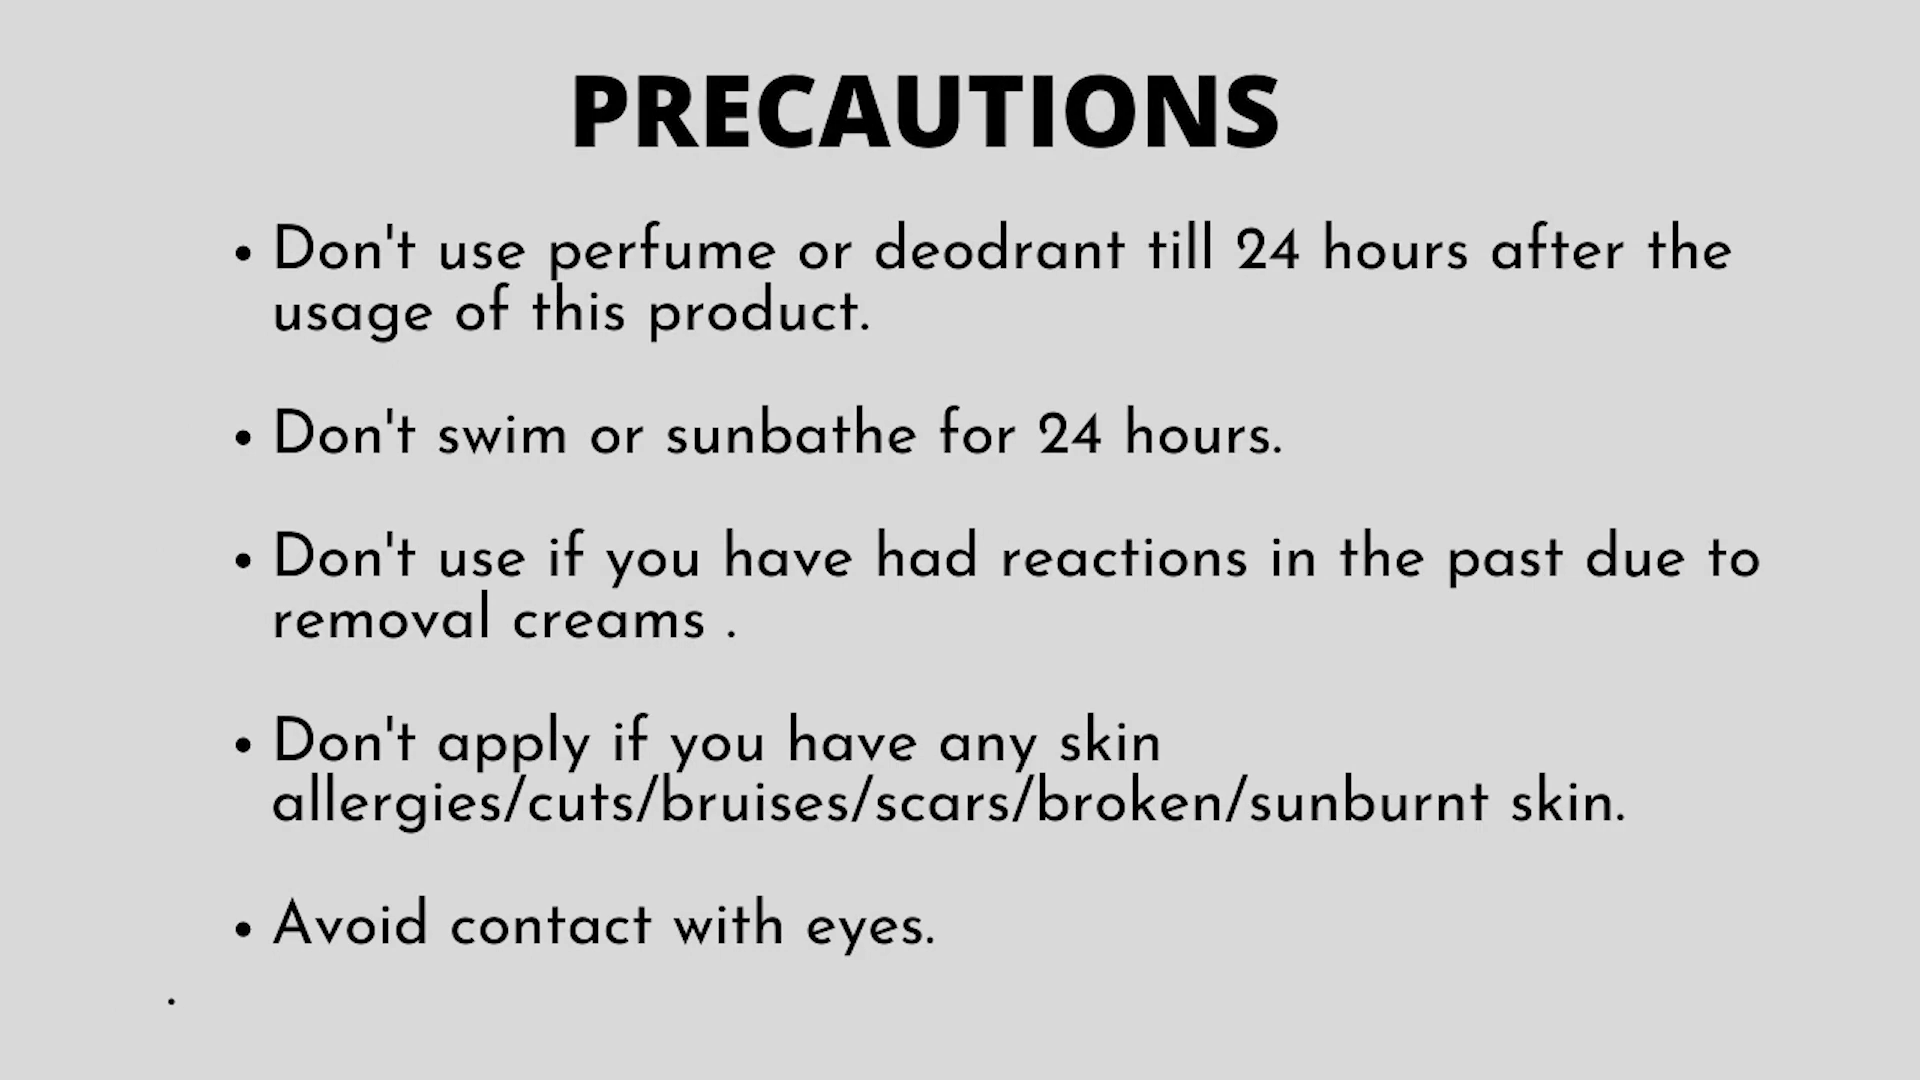 PRECAUTIONS
• Don't use perfume or deodrant till 24 hours after the
usage of this product.
• Don't swim or sunbathe for 24 hours.
• Don't use if you have had reactions in the past due to
removal creams .
• Don't apply if you have any skin
allergies/cuts/bruises/scars/broken/sunburnt skin.
• Avoid contact with eyes.
.